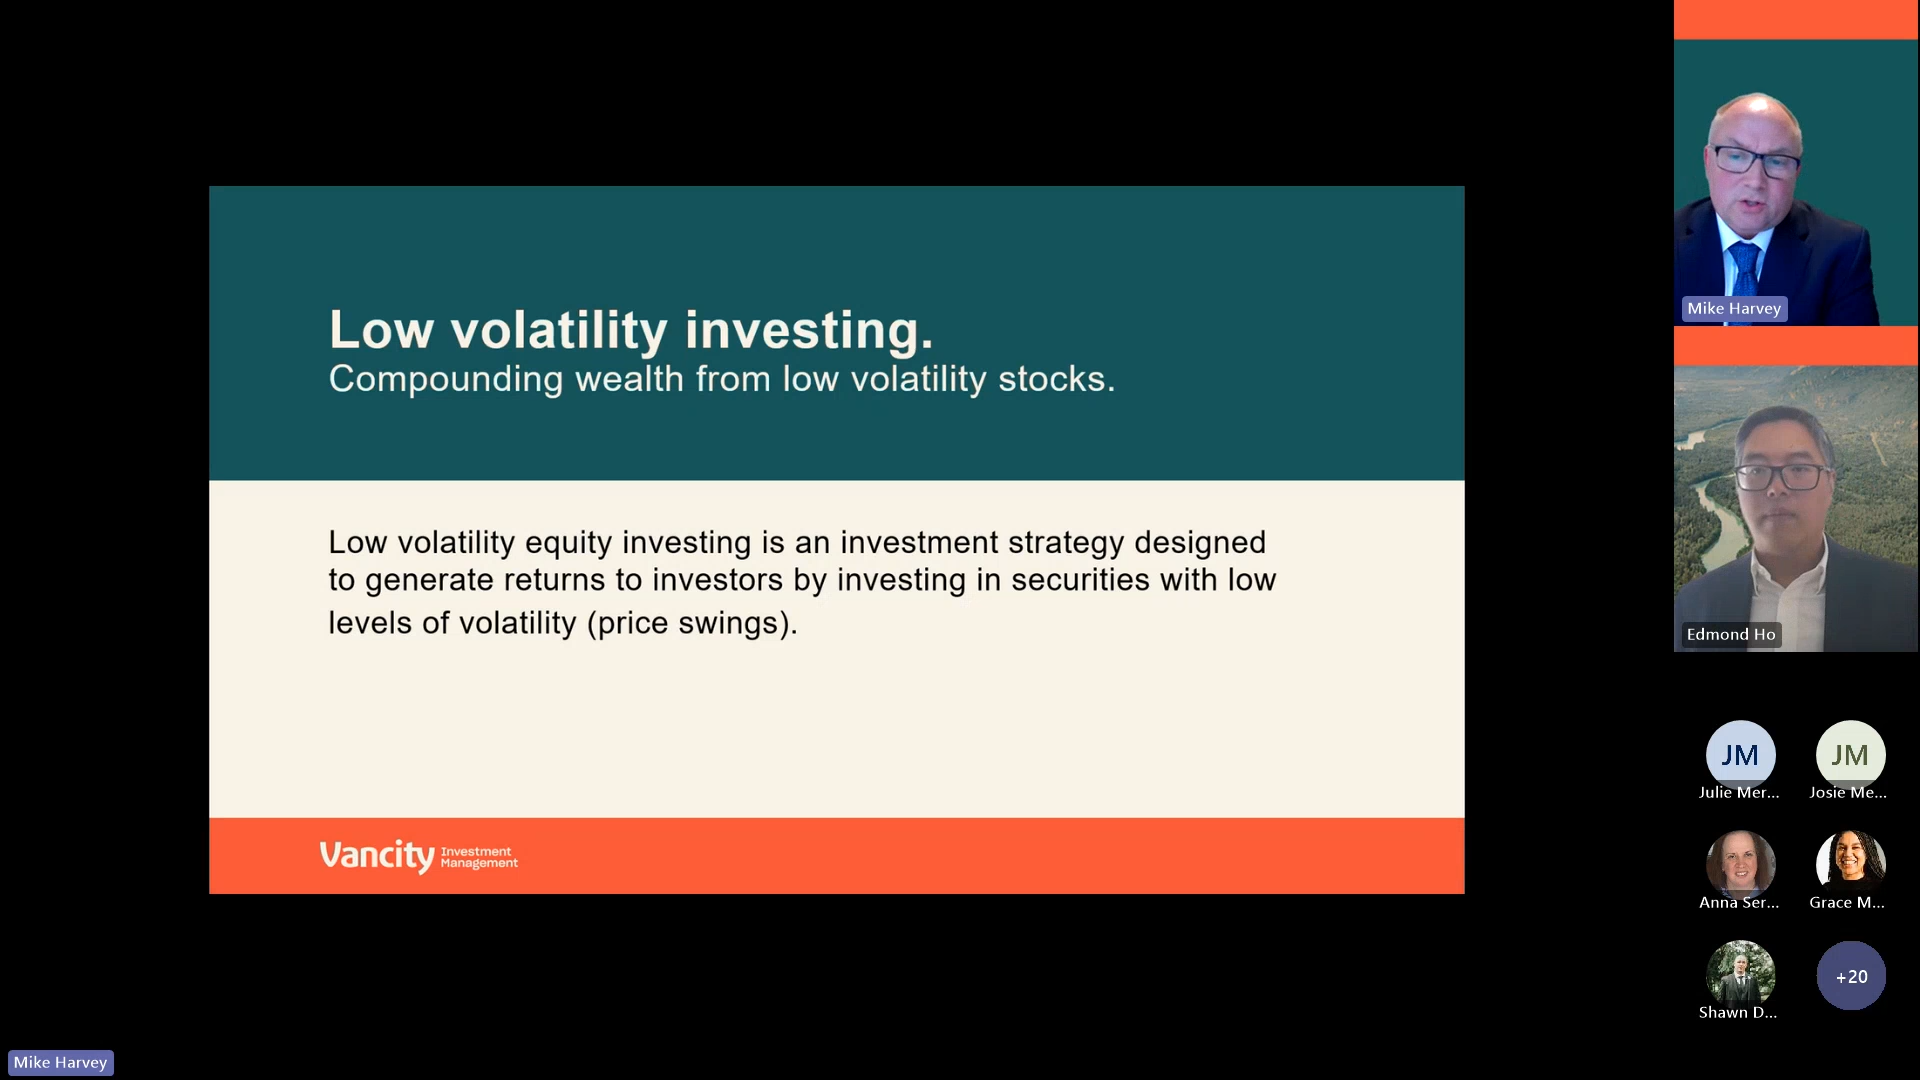 Low volatility investing.
Compounding wealth from low volatility stocks.
Low volatility equity investing is an investment strategy designed
to generate returns to investors by investing in securities with low
levels of volatility (price swings).
Vancity Investment
Management
Mike Harvey
Edmond Ho
JM
JM
Julie Mer...
Josie Me...
Anna Ser...
Grace M...
Shawn D...
+20
Mike Harvey